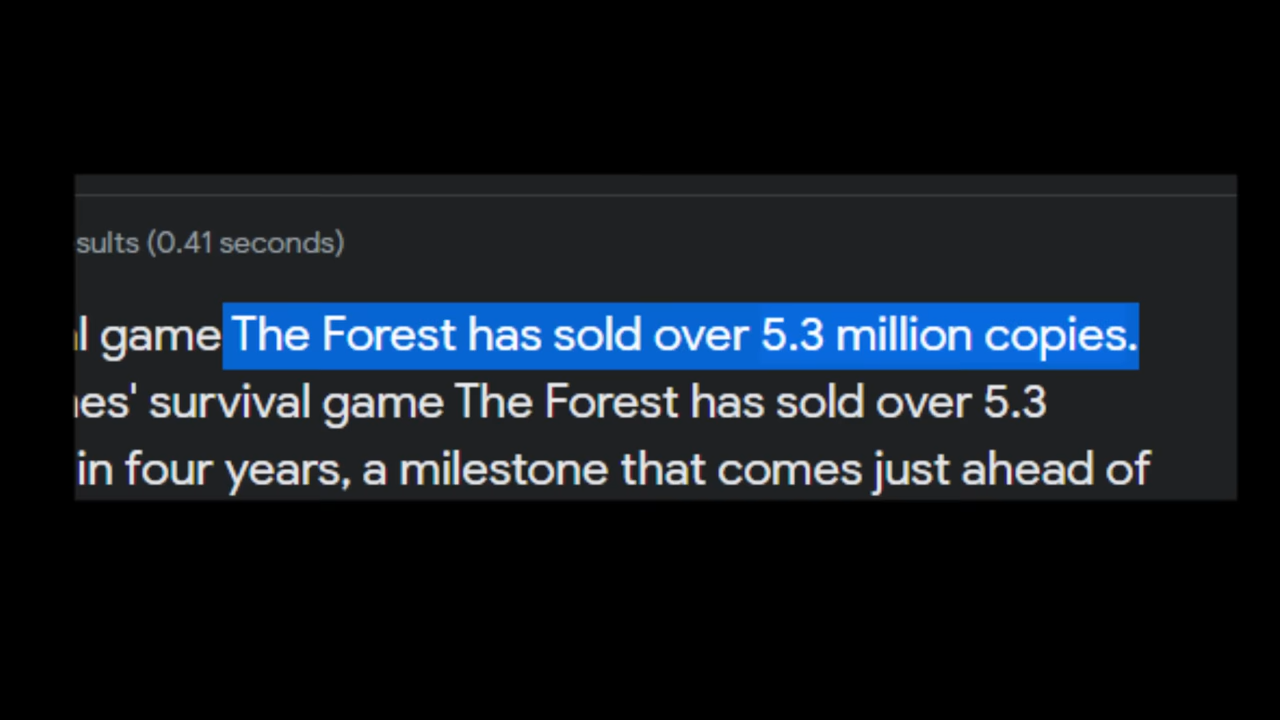 sults (0.41 seconds)
l game The Forest has sold over 5.3 million copies.
nes' survival game The Forest has sold over 5.3
in four years, a milestone that comes just ahead of